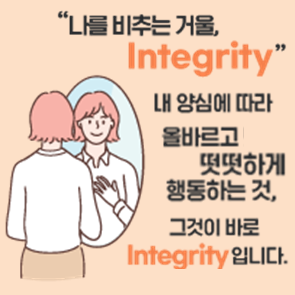 “나를 비추는 거울,
Integrity”
내 양심에 따라
올바르고
떳떳하게
행동하는 것,
그것이 바로
Integrity 입니다.